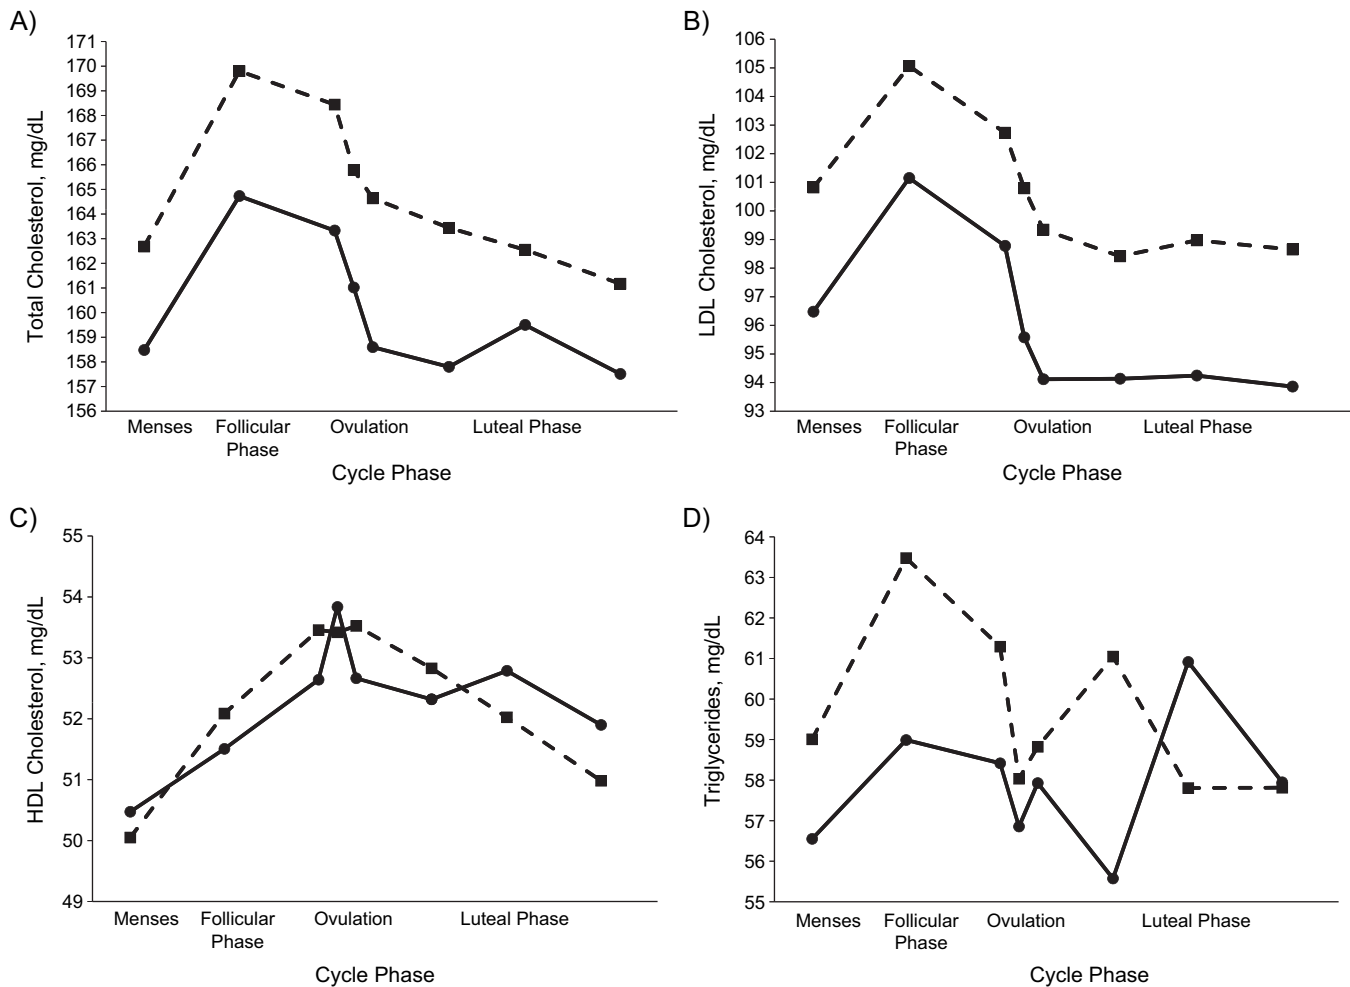 A)
Total Cholesterol, mg/dL
171
170
169
168
167
166
165
164
163
162
161
160
159
158
157
156
Menses Follicular Phase Ovulation Luteal Phase
Cycle Phase
B)
LDL Cholesterol, mg/dL
106
105
104
103
102
101
100
99
98
97
96
95
94
93
Menses Follicular Phase Ovulation Luteal Phase
Cycle Phase
C)
HDL Cholesterol, mg/dL
55
54
53
52
51
50
49
Menses Follicular Phase Ovulation Luteal Phase
Cycle Phase
D)
Triglycerides, mg/dL
64
63
62
61
60
59
58
57
56
55
Menses Follicular Phase Ovulation Luteal Phase
Cycle Phase